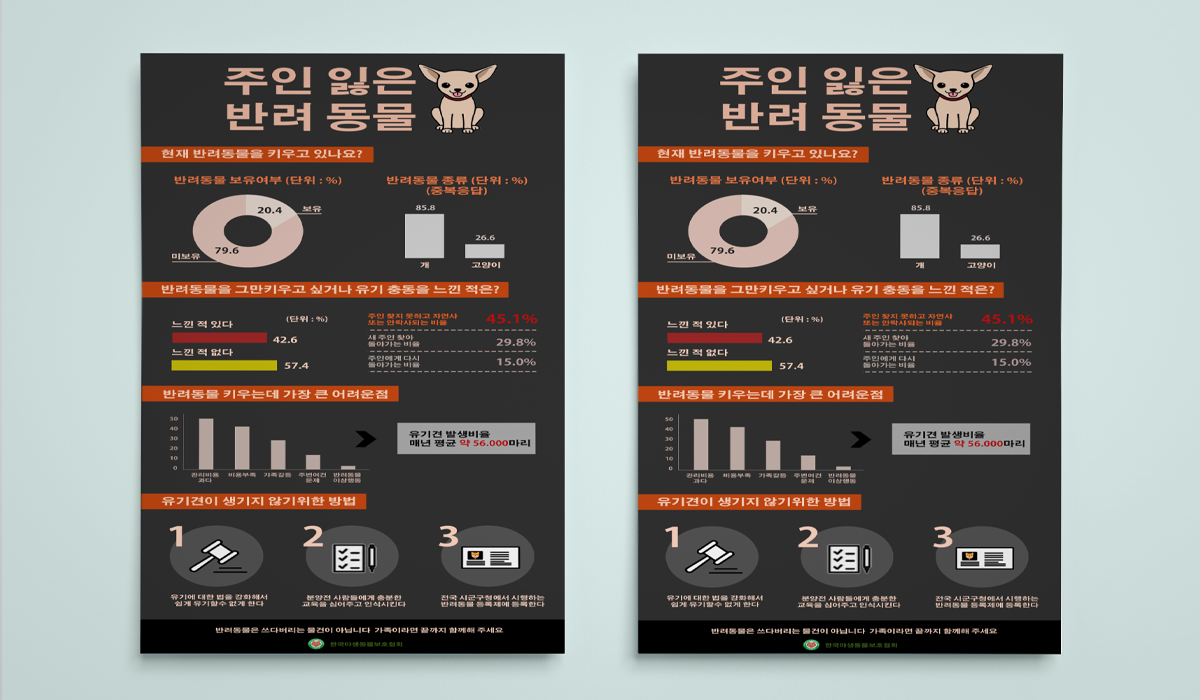 주인 잃은
반려 동물
현재 반려동물을 키우고 있나요?
반려동물 보유여부 (단위 : %)
20.4
보유
79.6
미보유
반려동물 종류 (단위 : %)
(중복응답)
85.8
26.6
개
고양이
반려동물을 그만키우고 싶거나 유기 충동을 느낀 적은?
(단위 : %)
느낀 적 있다
42.6
느낀 적 없다
57.4
주인 찾지 못하고 자연사
또는 안락사되는 비율
45.1%
새 주인 찾아
돌아가는 비율
29.8%
주인에게 다시
돌아가는 비율
15.0%
반려동물 키우는데 가장 큰 어려운점
50
40
30
20
10
0
관리비용
과다
비용부족
가족갈등
주변여건
문제
반려동물
이상행동
유기견 발생비율
매년 평균 약 56.000마리
유기견이 생기지 않기위한 방법
1
유기에 대한 법을 강화해서
쉽게 유기할수 없게 한다
2
분양전 사람들에게 충분한
교육을 심어주고 인식시킨다
3
전국 시군구청에서 시행하는
반려동물 등록제에 등록한다
반려동물은 쓰다버리는 물건이 아닙니다 가족이라면 끝까지 함께해 주세요
한국야생동물보호협회
주인 잃은
반려 동물
현재 반려동물을 키우고 있나요?
반려동물 보유여부 (단위 : %)
20.4
보유
79.6
미보유
반려동물 종류 (단위 : %)
(중복응답)
85.8
26.6
개
고양이
반려동물을 그만키우고 싶거나 유기 충동을 느낀 적은?
(단위 : %)
느낀 적 있다
42.6
느낀 적 없다
57.4
주인 찾지 못하고 자연사
또는 안락사되는 비율
45.1%
새 주인 찾아
돌아가는 비율
29.8%
주인에게 다시
돌아가는 비율
15.0%
반려동물 키우는데 가장 큰 어려운점
50
40
30
20
10
0
관리비용
과다
비용부족
가족갈등
주변여건
문제
반려동물
이상행동
유기견 발생비율
매년 평균 약 56.000마리
유기견이 생기지 않기위한 방법
1
유기에 대한 법을 강화해서
쉽게 유기할수 없게 한다
2
분양전 사람들에게 충분한
교육을 심어주고 인식시킨다
3
전국 시군구청에서 시행하는
반려동물 등록제에 등록한다
반려동물은 쓰다버리는 물건이 아닙니다 가족이라면 끝까지 함께해 주세요
한국야생동물보호협회